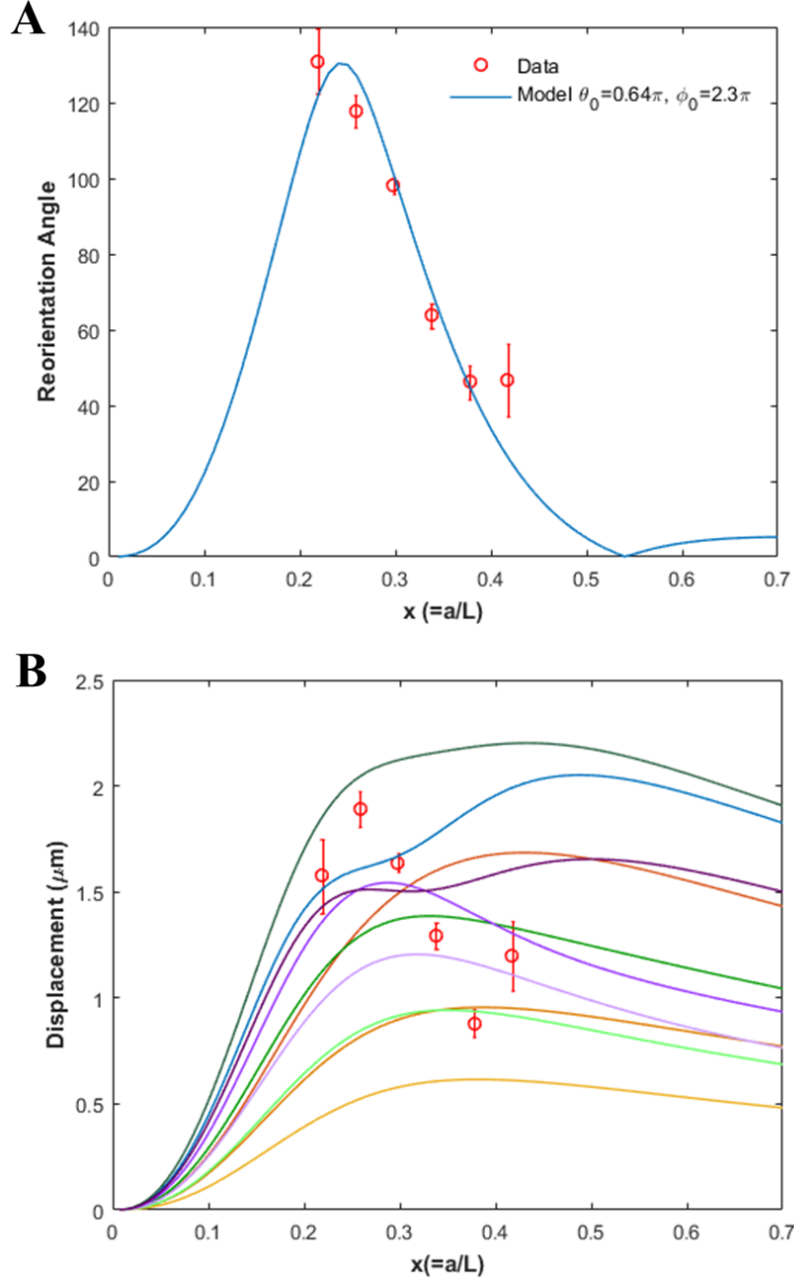 A
140
120
100
80
60
40
20
0
Reorientation Angle
Data
Model θ0=0.64π, ϕ0=2.3π
0 0.1 0.2 0.3 0.4 0.5 0.6 0.7
x (=a/L)
B
2.5
2
1.5
1
0.5
0
Displacement (μm)
0 0.1 0.2 0.3 0.4 0.5 0.6 0.7
x(=a/L)